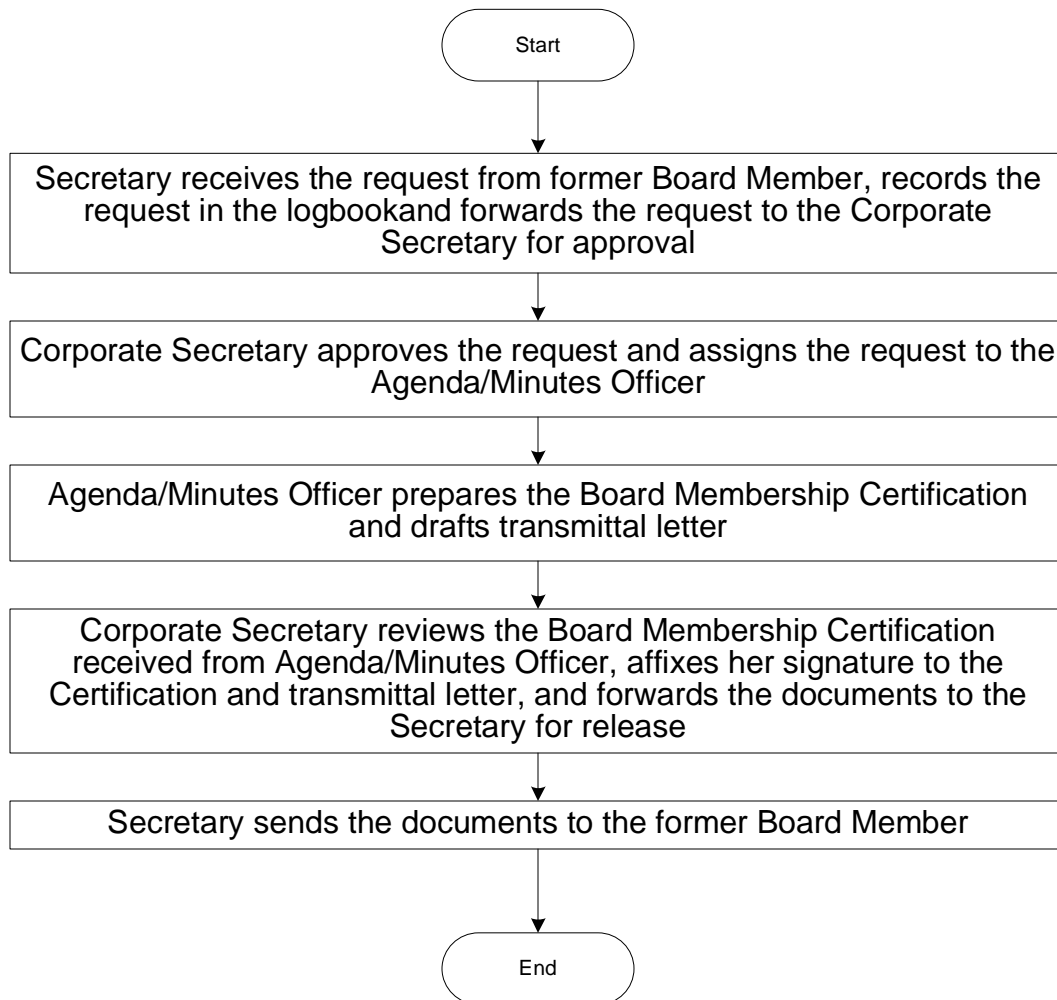 Start
Secretary receives the request from former Board Member, records the
request in the logbookand forwards the request to the Corporate
Secretary for approval
Corporate Secretary approves the request and assigns the request to the
Agenda/Minutes Officer
Agenda/Minutes Officer prepares the Board Membership Certification
and drafts transmittal letter
Corporate Secretary reviews the Board Membership Certification
received from Agenda/Minutes Officer, affixes her signature to the
Certification and transmittal letter, and forwards the documents to the
Secretary for release
Secretary sends the documents to the former Board Member
End